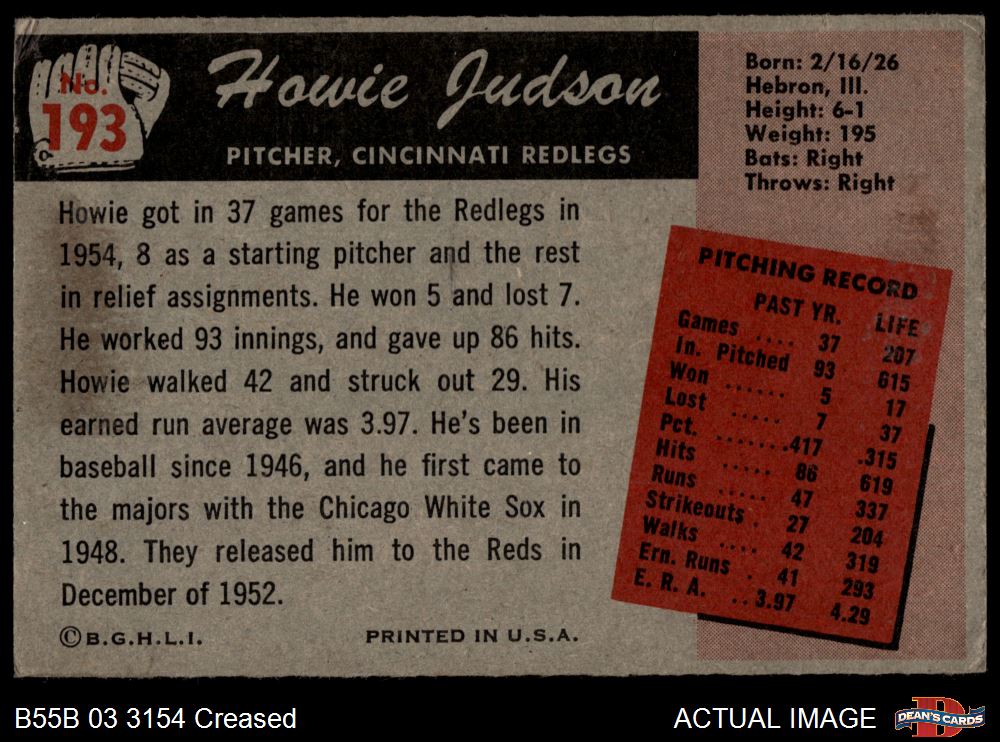 No.
193
Howie Judson
PITCHER, CINCINNATI REDLEGS
Born: 2/16/26
Hebron, Ill.
Height: 6-1
Weight: 195
Bats: Right
Throws: Right
Howie got in 37 games for the Redlegs in
1954, 8 as a starting pitcher and the rest
in relief assignments. He won 5 and lost 7.
He worked 93 innings, and gave up 86 hits.
Howie walked 42 and struck out 29. His
earned run average was 3.97. He's been in
baseball since 1946, and he first came to
the majors with the Chicago White Sox in
1948. They released him to the Reds in
December of 1952.
©B.G.H.L.I. PRINTED IN U.S.A.
PITCHING RECORD
PAST YR. LIFE
Games .... 37 207
In. Pitched 93 615
Won ...... 5 17
Lost ..... 7 37
Pct. .......417 .315
Hits ..... 86 619
Runs ..... 47 337
Strikeouts . 27 204
Walks .... 42 319
Ern. Runs . 41 293
E. R. A. ..3.97 4.29
B55B 03 3154 Creased
ACTUAL IMAGE
D
DEAN'S CARDS